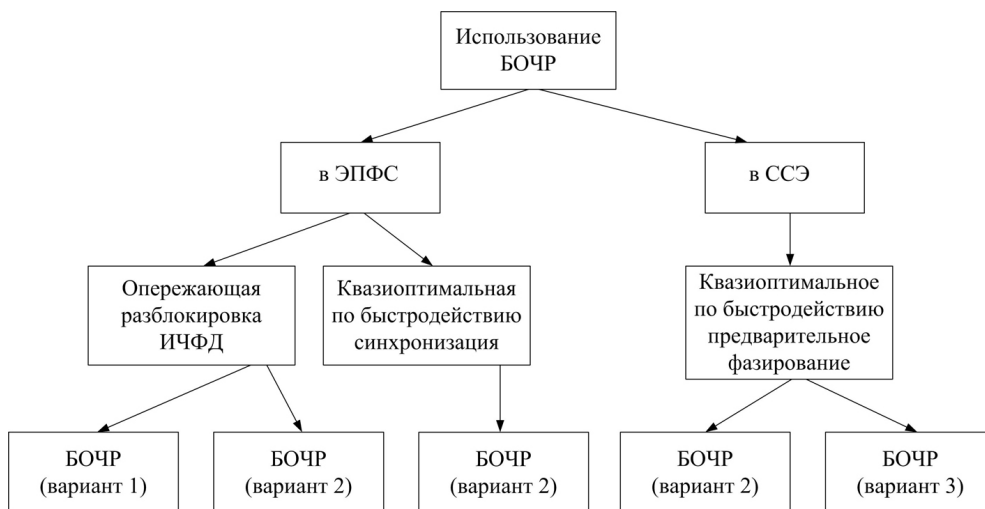 Использование
БОЧР
в ЭПФС
в ССЭ
Опережающая
разблокировка
ИЧФД
Квазиоптимальная
по быстродействию
синхронизация
Квазиоптимальное
по быстродействию
предварительное
фазирование
БОЧР
(вариант 1)
БОЧР
(вариант 2)
БОЧР
(вариант 2)
БОЧР
(вариант 2)
БОЧР
(вариант 3)